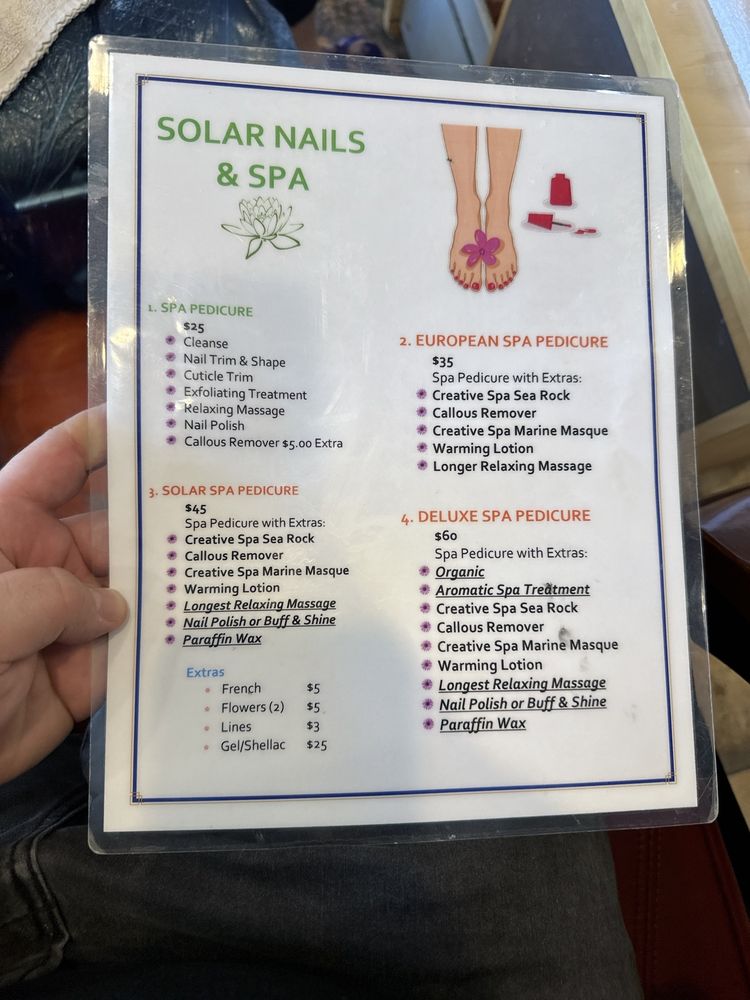 SOLAR NAILS
& SPA
1. SPA PEDICURE
$25
Cleanse
Nail Trim & Shape
Cuticle Trim
Exfoliating Treatment
Relaxing Massage
Nail Polish
Callous Remover $5.00 Extra
2. EUROPEAN SPA PEDICURE
$35
Spa Pedicure with Extras:
Creative Spa Sea Rock
Callous Remover
Creative Spa Marine Masque
Warming Lotion
Longer Relaxing Massage
3. SOLAR SPA PEDICURE
$45
Spa Pedicure with Extras:
Creative Spa Sea Rock
Callous Remover
Creative Spa Marine Masque
Warming Lotion
Longest Relaxing Massage
Nail Polish or Buff & Shine
Paraffin Wax
4. DELUXE SPA PEDICURE
$60
Spa Pedicure with Extras:
Organic
Aromatic Spa Treatment
Creative Spa Sea Rock
Callous Remover
Creative Spa Marine Masque
Warming Lotion
Longest Relaxing Massage
Nail Polish or Buff & Shine
Paraffin Wax
Extras
French $5
Flowers (2) $5
Lines $3
Gel/Shellac $25